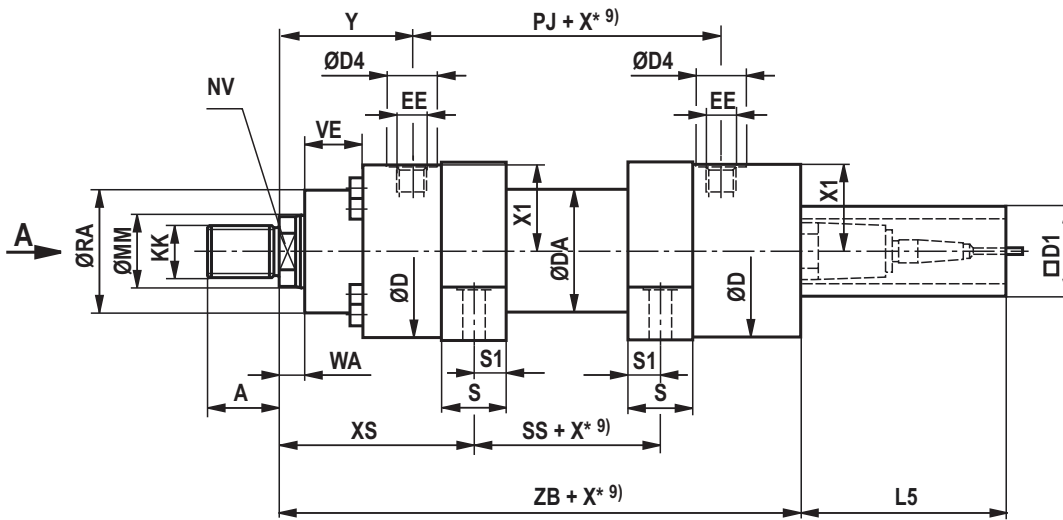 Y
PJ + X* 9)
ØD4
ØD4
NV
EE
EE
VE
A
ØRA
ØMM
KK
X1
ØDA
X1
ØD
ØD
□D1
WA
S1
S1
A
S
S
XS
SS + X* 9)
ZB + X* 9)
L5